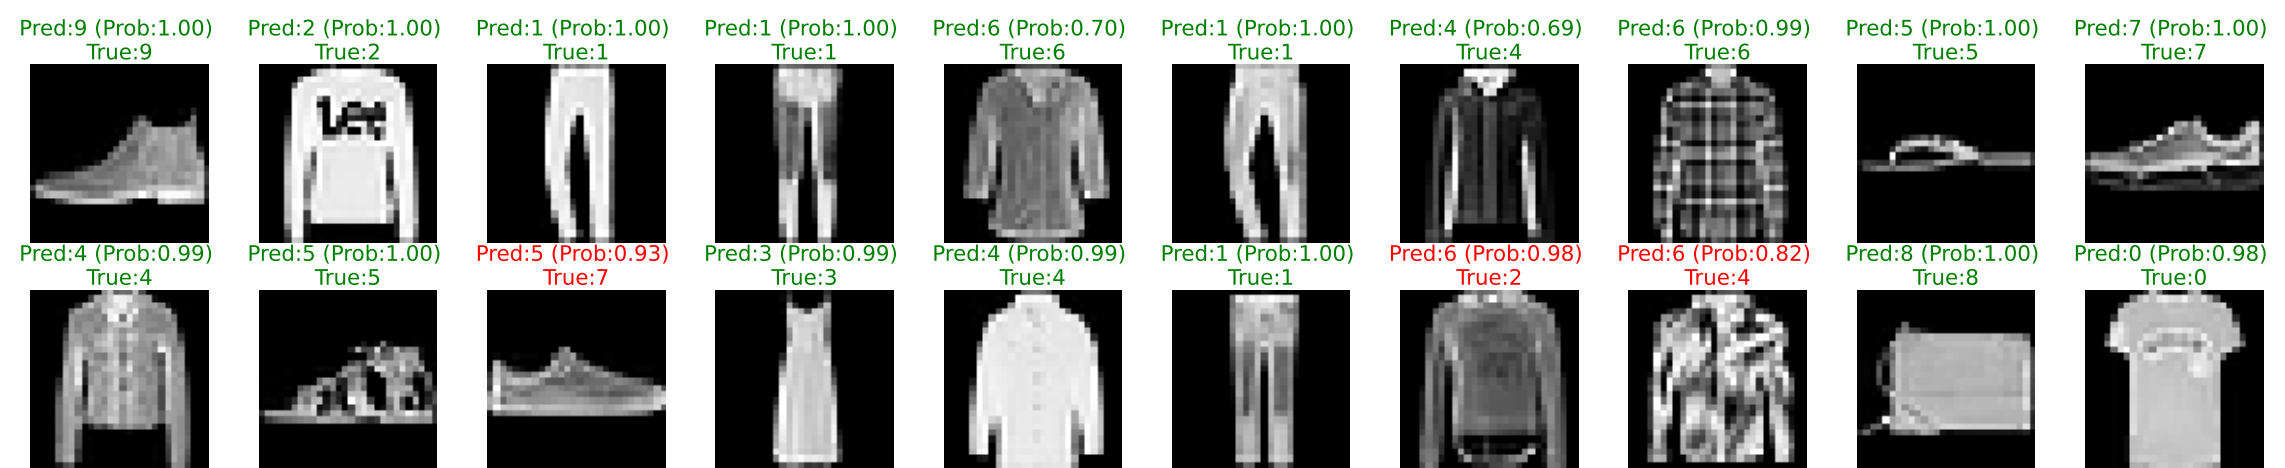 Pred:9 (Prob:1.00) Pred:2 (Prob:1.00) Pred:1 (Prob:1.00) Pred:1 (Prob:1.00) Pred:6 (Prob:0.70) Pred:1 (Prob:1.00) Pred:4 (Prob:0.69) Pred:6 (Prob:0.99) Pred:5 (Prob:1.00) Pred:7 (Prob:1.00)
True:9 True:2 True:1 True:1 True:6 True:1 True:4 True:6 True:5 True:7
Lee
Pred:4 (Prob:0.99) Pred:5 (Prob:1.00) Pred:5 (Prob:0.93) Pred:3 (Prob:0.99) Pred:4 (Prob:0.99) Pred:1 (Prob:1.00) Pred:6 (Prob:0.98) Pred:6 (Prob:0.82) Pred:8 (Prob:1.00) Pred:0 (Prob:0.98)
True:4 True:5 True:7 True:3 True:4 True:1 True:2 True:4 True:8 True:0